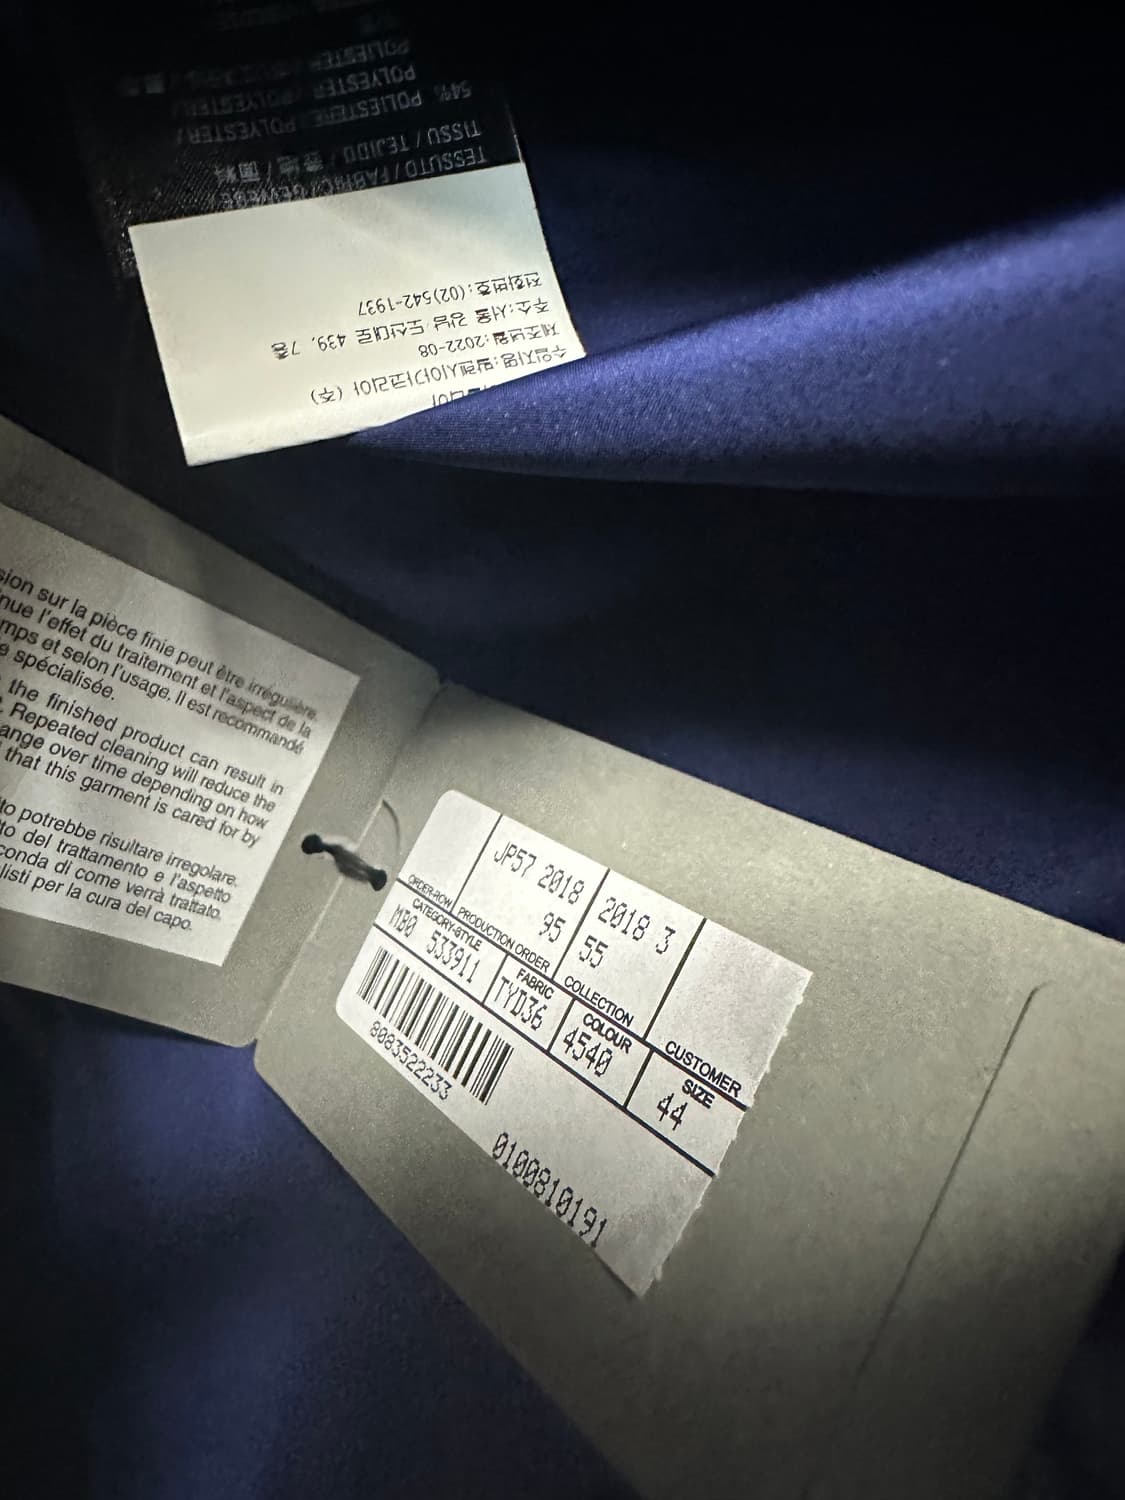 TESSUTO / FABRIC / GEWEBE
TISSU / TEJIDO / / 面料
54% POLIESTERE / POLYESTER /
POLYESTER / POLYESTER /
POLIESTER /
수입자명:발렌시아가코리아 (주)
제조년월:2022-08
주소:서울 강남 도산대로 439, 7층
전화번호:(02)542-1937
sion sur la pièce finie peut être irrégulière.
nue l'effet du traitement et l'aspect de la
mps et selon l'usage. Il est recommandé
e spécialisée.
the finished product can result in
. Repeated cleaning will reduce the
ange over time depending on how
that this garment is cared for by
to potrebbe risultare irregolare.
to del trattamento e l'aspetto
conda di come verrà trattato.
listi per la cura del capo.
JP57 2018 2018 3
95 55
ORDER-ROW PRODUCTION ORDER COLLECTION CUSTOMER
CATEGORY-STYLE FABRIC COLOUR SIZE
MB0 533911 TYD36 4540 44
8083522233
0100810191